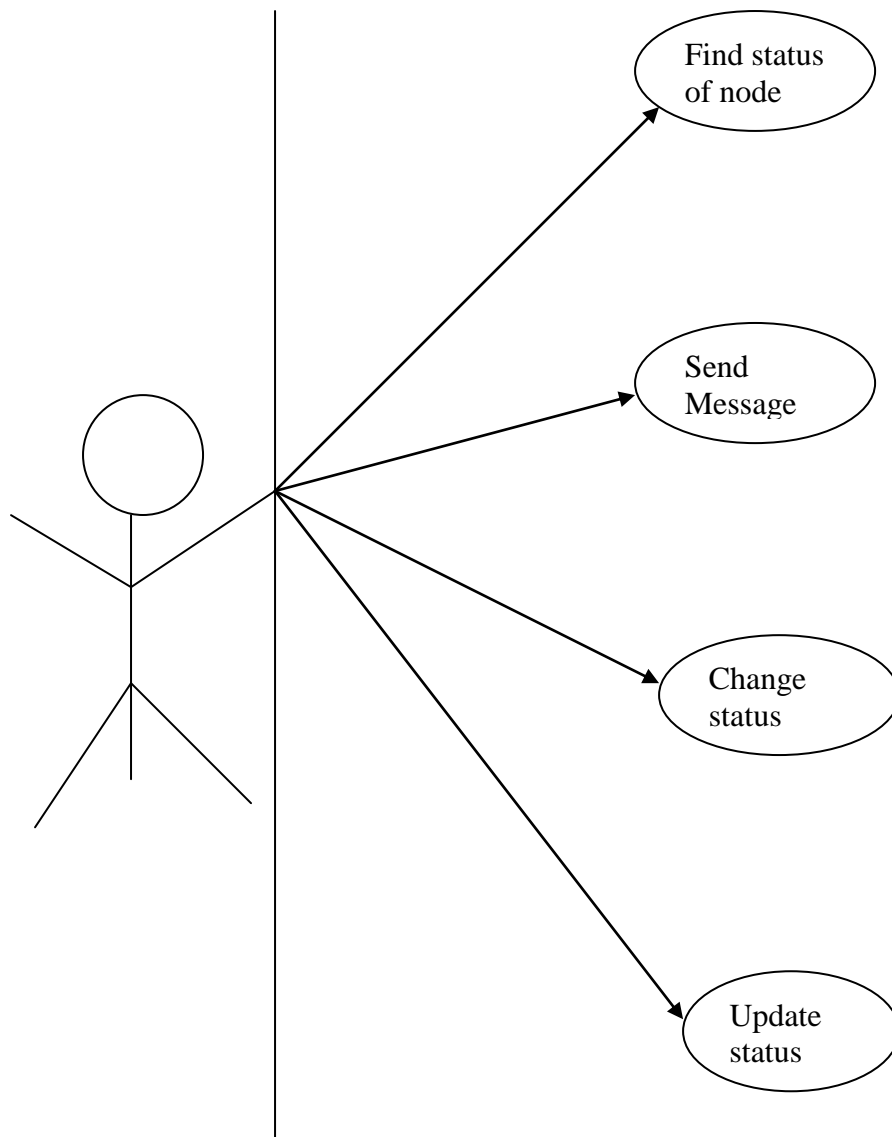 Find status
of node
Send
Message
Change
status
Update
status